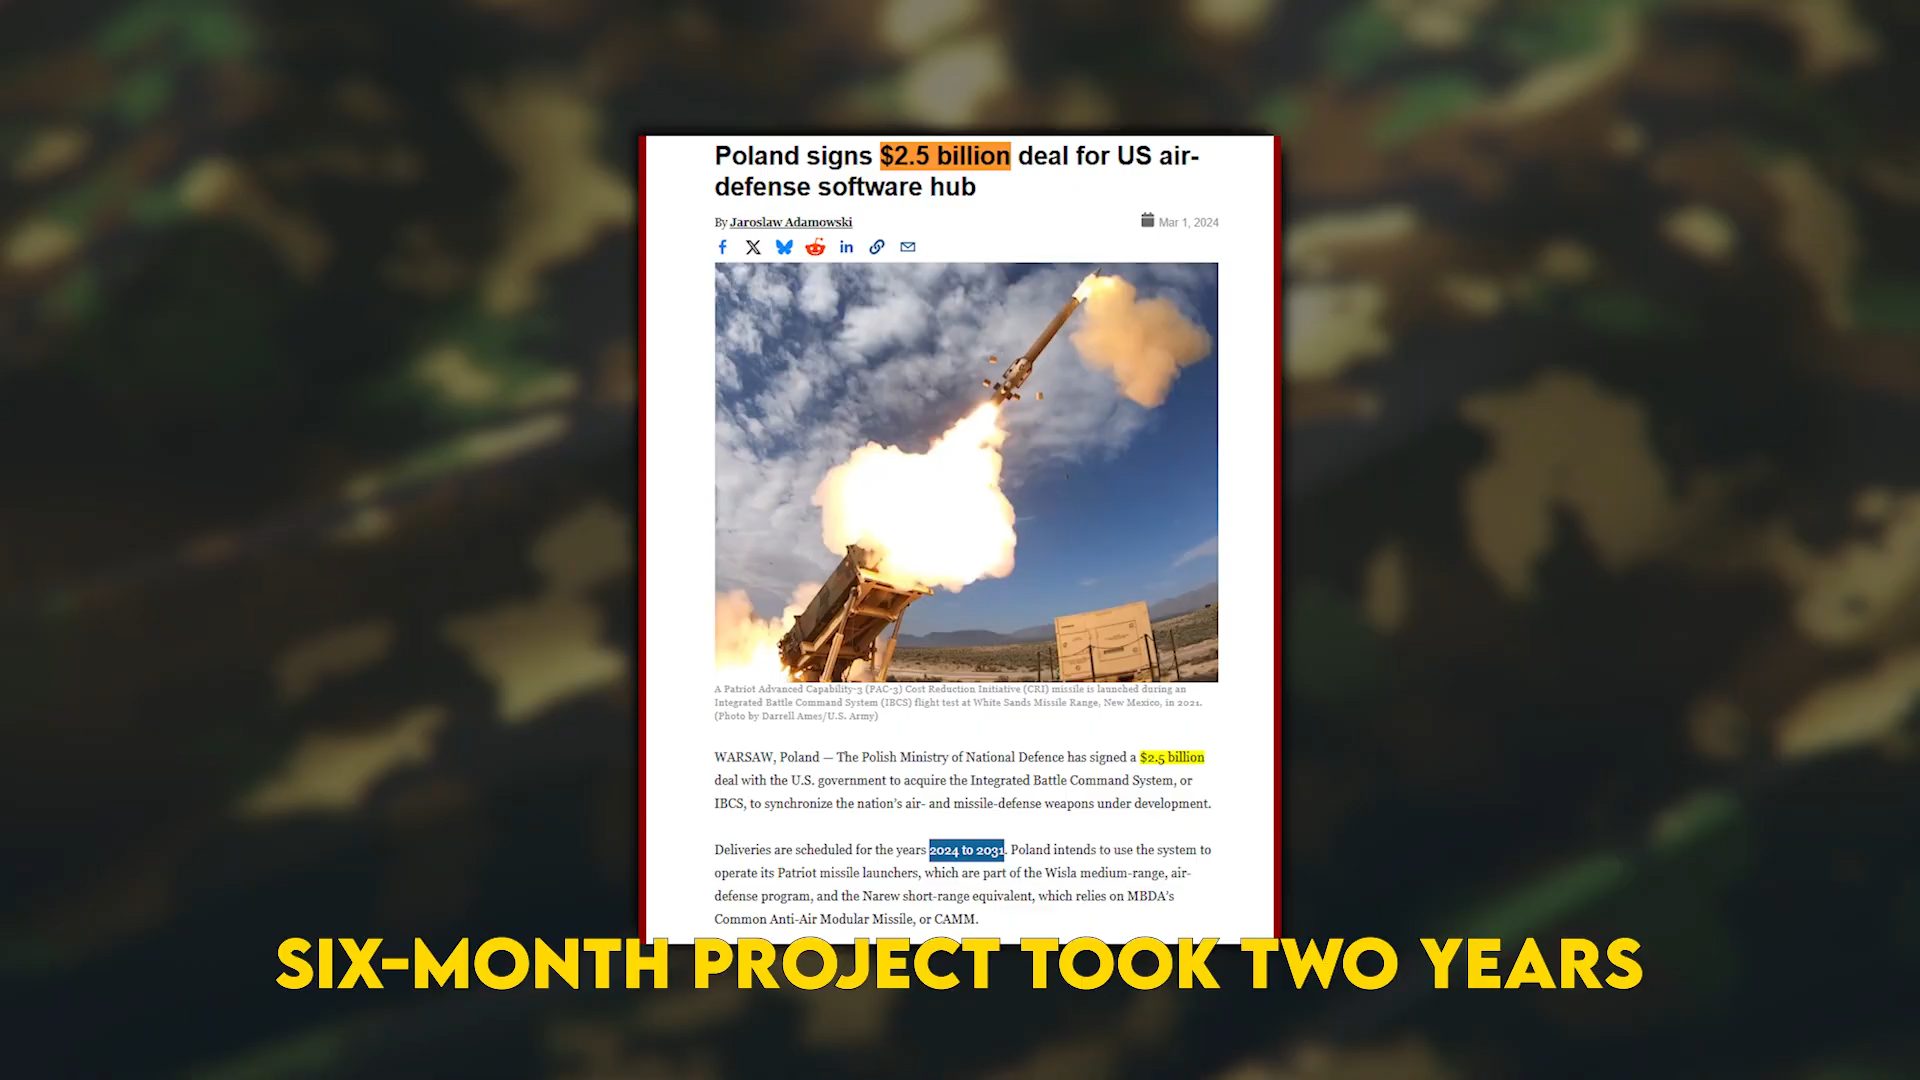 Poland signs $2.5 billion deal for US air-
defense software hub
By Jaroslaw Adamowski
Mar 1, 2024
A Patriot Advanced Capability-3 (PAC-3) Cost Reduction Initiative (CRI) missile is launched during an
Integrated Battle Command System (IBCS) flight test at White Sands Missile Range, New Mexico, in 2021.
(Photo by Darrell Ames/U.S. Army)
WARSAW, Poland — The Polish Ministry of National Defence has signed a $2.5 billion
deal with the U.S. government to acquire the Integrated Battle Command System, or
IBCS, to synchronize the nation's air- and missile-defense weapons under development.
Deliveries are scheduled for the years 2024 to 2031. Poland intends to use the system to
operate its Patriot missile launchers, which are part of the Wisla medium-range, air-
defense program, and the Narew short-range equivalent, which relies on MBDA's
Common Anti-Air Modular Missile, or CAMM.
SIX-MONTH PROJECT TOOK TWO YEARS